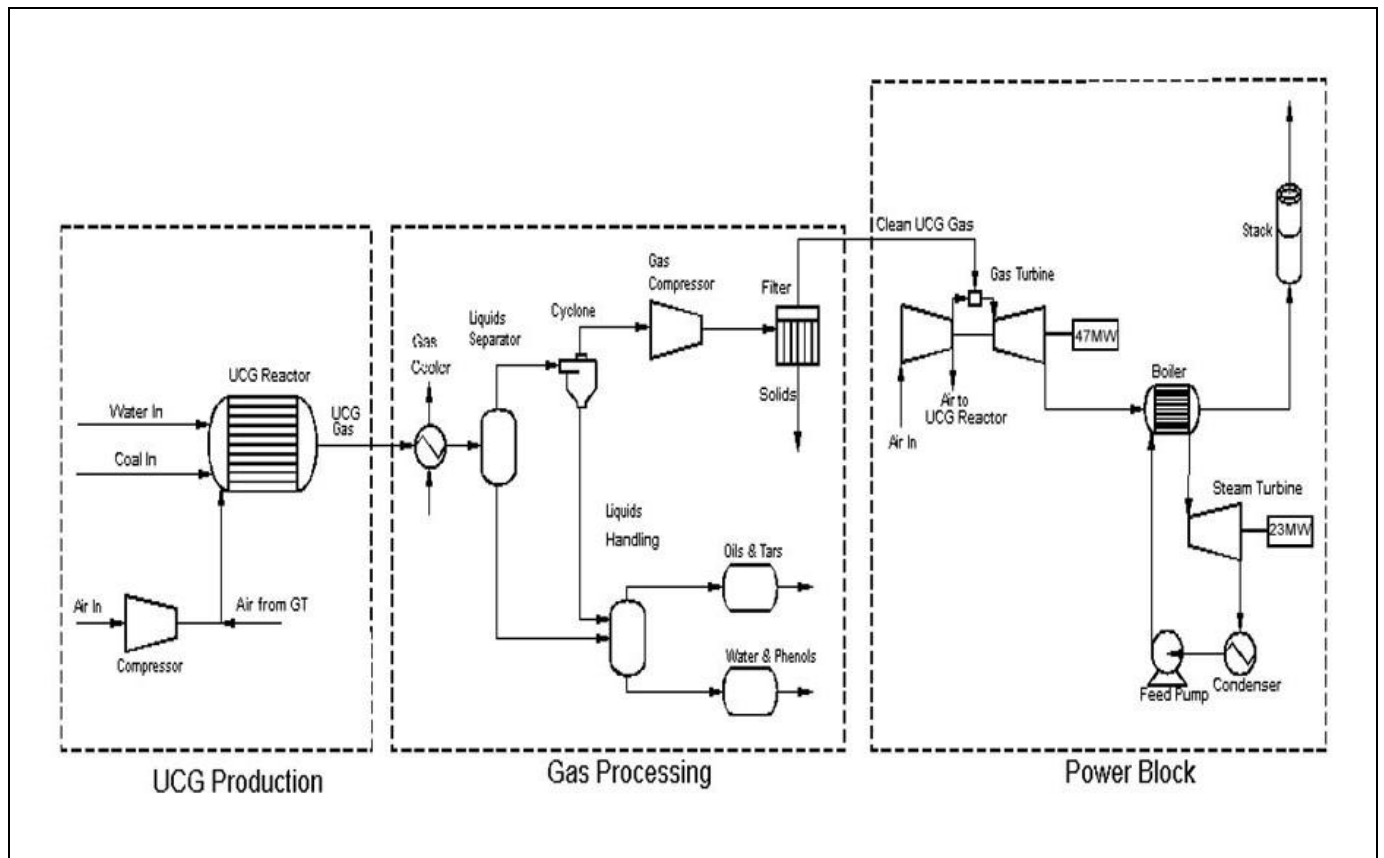 Water In
Coal In
UCG Reactor
UCG
Gas
Air In
Compressor
Air from GT
UCG Production
Gas
Cooler
Liquids
Separator
Cyclone
Gas
Compressor
Filter
Solids
Liquids
Handling
Oils & Tars
Water & Phenols
Gas Processing
Clean UCG Gas
Gas Turbine
47MW
Air to
UCG Reactor
Air In
Boiler
Stack
Steam Turbine
23MW
Feed Pump
Condenser
Power Block